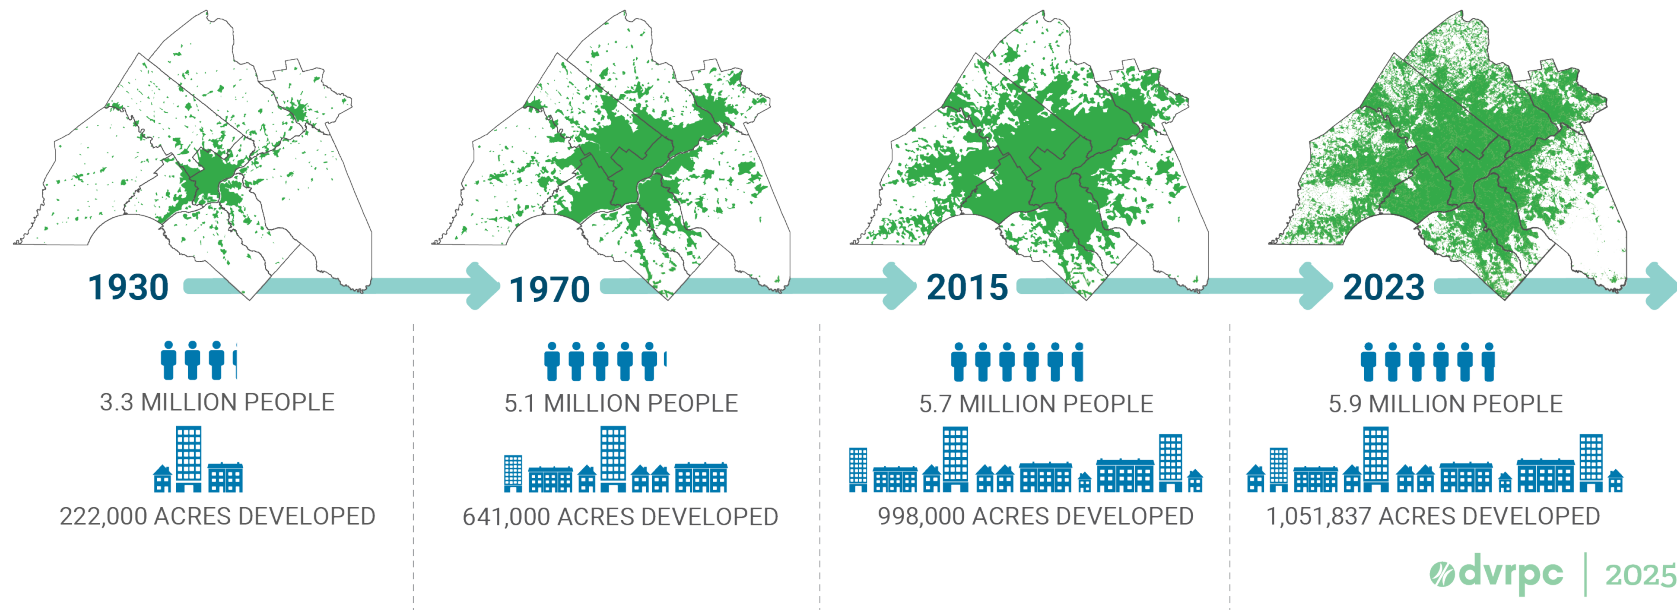 1930
1970
2015
2023
3.3 MILLION PEOPLE
5.1 MILLION PEOPLE
5.7 MILLION PEOPLE
5.9 MILLION PEOPLE
222,000 ACRES DEVELOPED
641,000 ACRES DEVELOPED
998,000 ACRES DEVELOPED
1,051,837 ACRES DEVELOPED
dvrpc | 2025